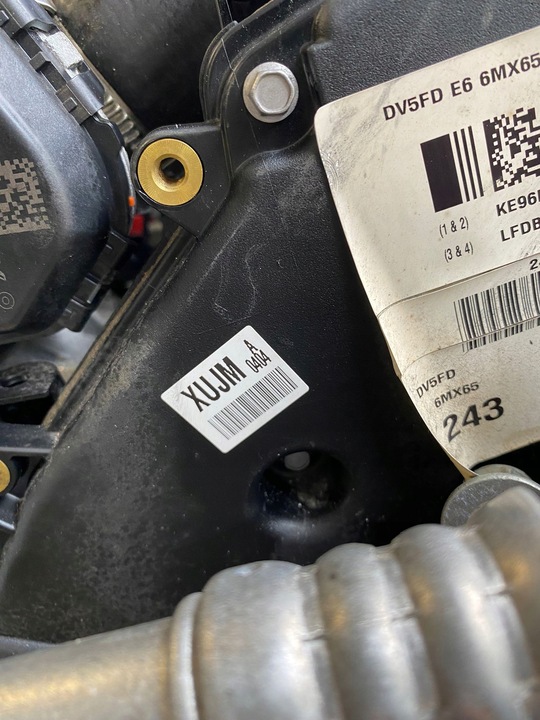 DV5FD E6 6MX65
KE96
(1 & 2)
LFDB
(3 & 4)
XUJM A
0404
DV5FD
6MX65
243